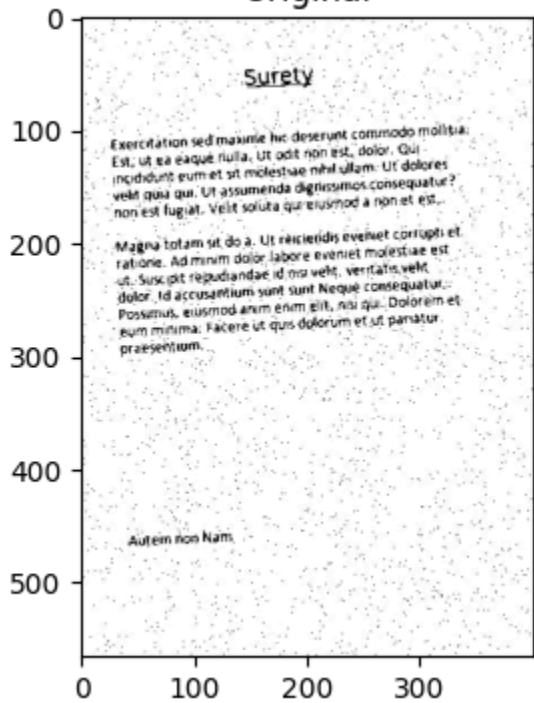 Original
0
Surety
100
Exercitation sed maxime hic deserunt commodo mollitia.
Est, ut ea eaque nulla. Ut odit non est, dolor. Qui
incididunt eum et sit molestiae nihil ullam. Ut dolores
velit quia qui. Ut assumenda dignissimos consequatur?
non est fugiat. Velit soluta qui eiusmod a non et est,.
200
Magna totam sit do a. Ut reiciendis eveniet corrupti et
ratione. Ad minim dolor labore eveniet molestiae est
ut. Suscipit repudiandae id nisi velit, veritatis velit
dolor. Id accusantium sunt sunt Neque consequatur,.
Possimus, eiusmod anim enim elit, nisi qui. Dolorem et
eum minima. Facere ut quis dolorum et ut pariatur
300
praesentium.
400
Autem non Nam
500
0 100 200 300